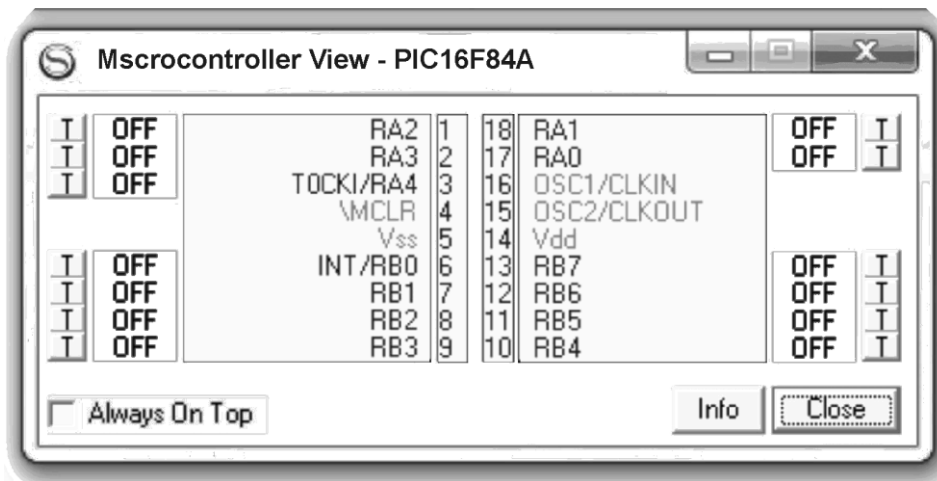 Mscrocontroller View - PIC16F84A
T OFF RA2 1 18 RA1 OFF T
T OFF RA3 2 17 RA0 OFF T
T OFF T0CKI/RA4 3 16 OSC1/CLKIN
\MCLR 4 15 OSC2/CLKOUT
Vss 5 14 Vdd
T OFF INT/RB0 6 13 RB7 OFF T
T OFF RB1 7 12 RB6 OFF T
T OFF RB2 8 11 RB5 OFF T
T OFF RB3 9 10 RB4 OFF T
Always On Top Info Close